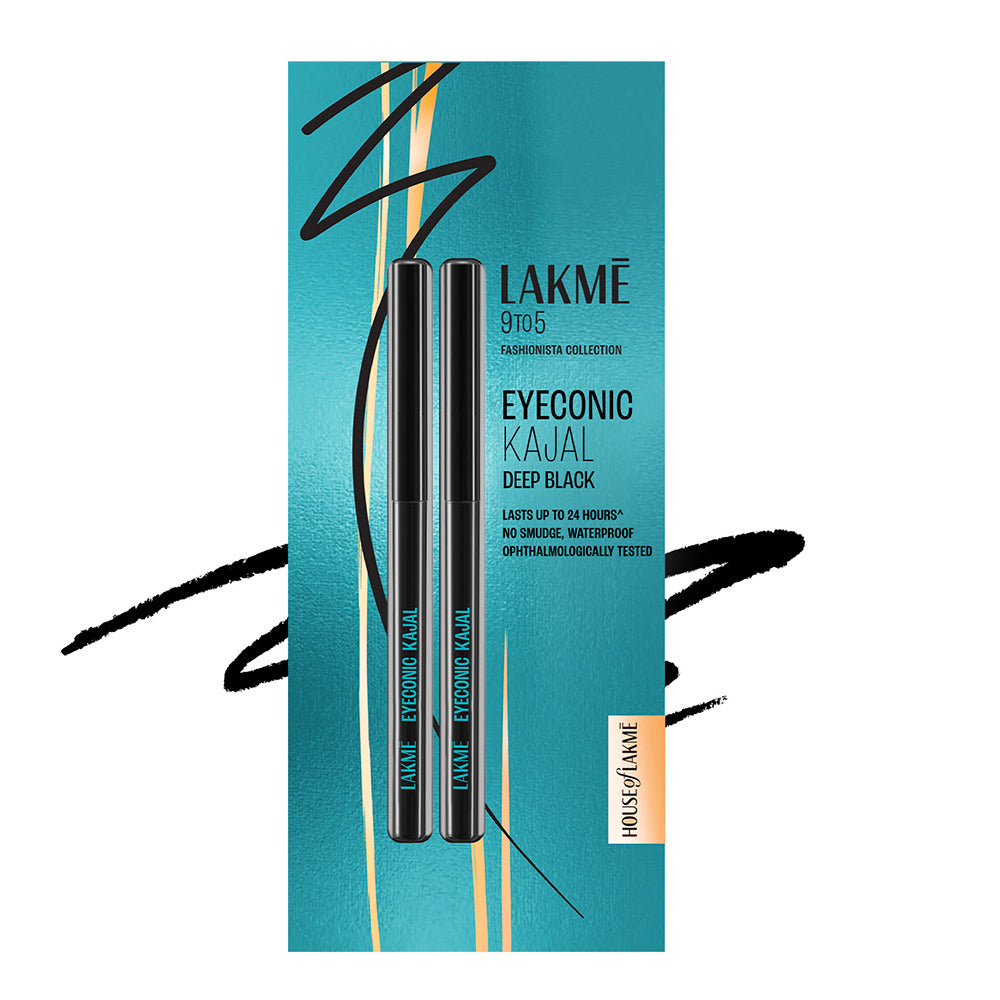 LAKMĒ
9TO5
FASHIONISTA COLLECTION
EYECONIC
KAJAL
DEEP BLACK
LASTS UP TO 24 HOURS^
NO SMUDGE, WATERPROOF
OPHTHALMOLOGICALLY TESTED
LAKMĒ EYECONIC KAJAL
LAKMĒ EYECONIC KAJAL
HOUSE of LAKMĒ